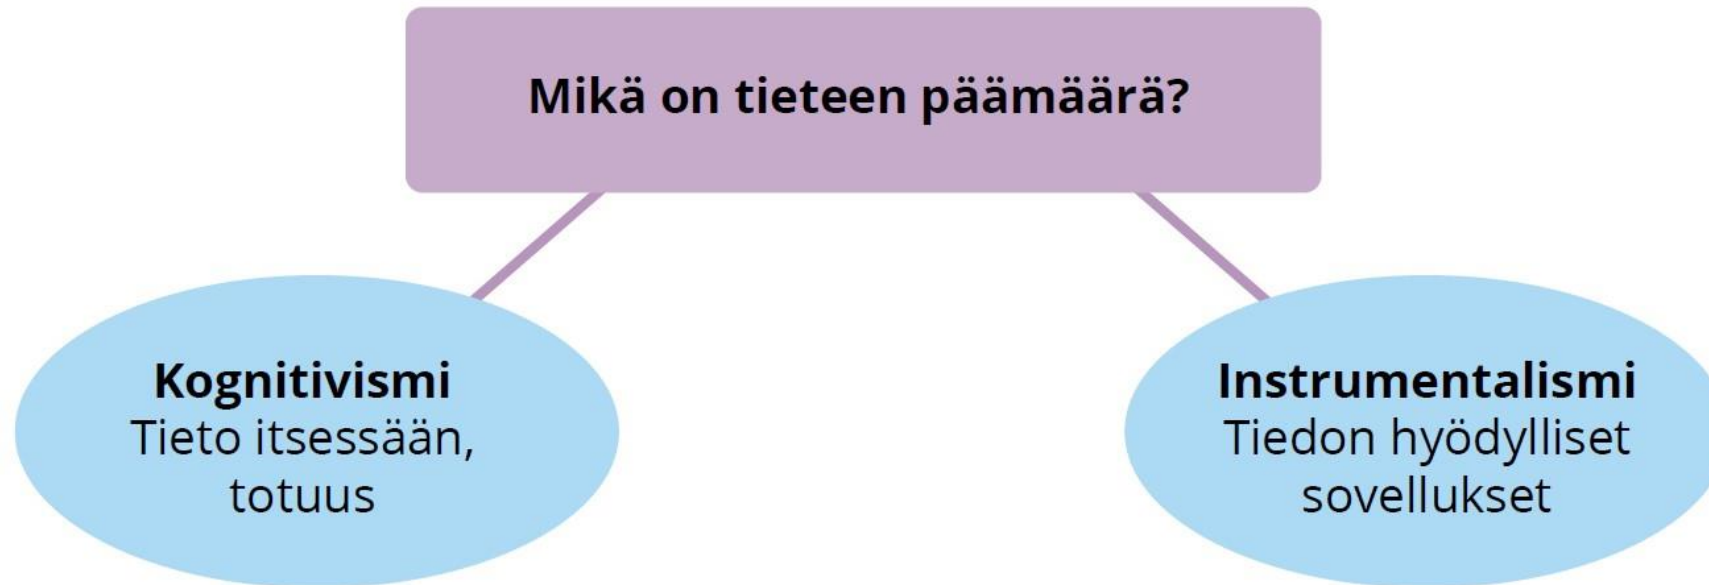 Mikä on tieteen päämäärä?
Kognitivismi
Tieto itsessään,
totuus
Instrumentalismi
Tiedon hyödylliset
sovellukset